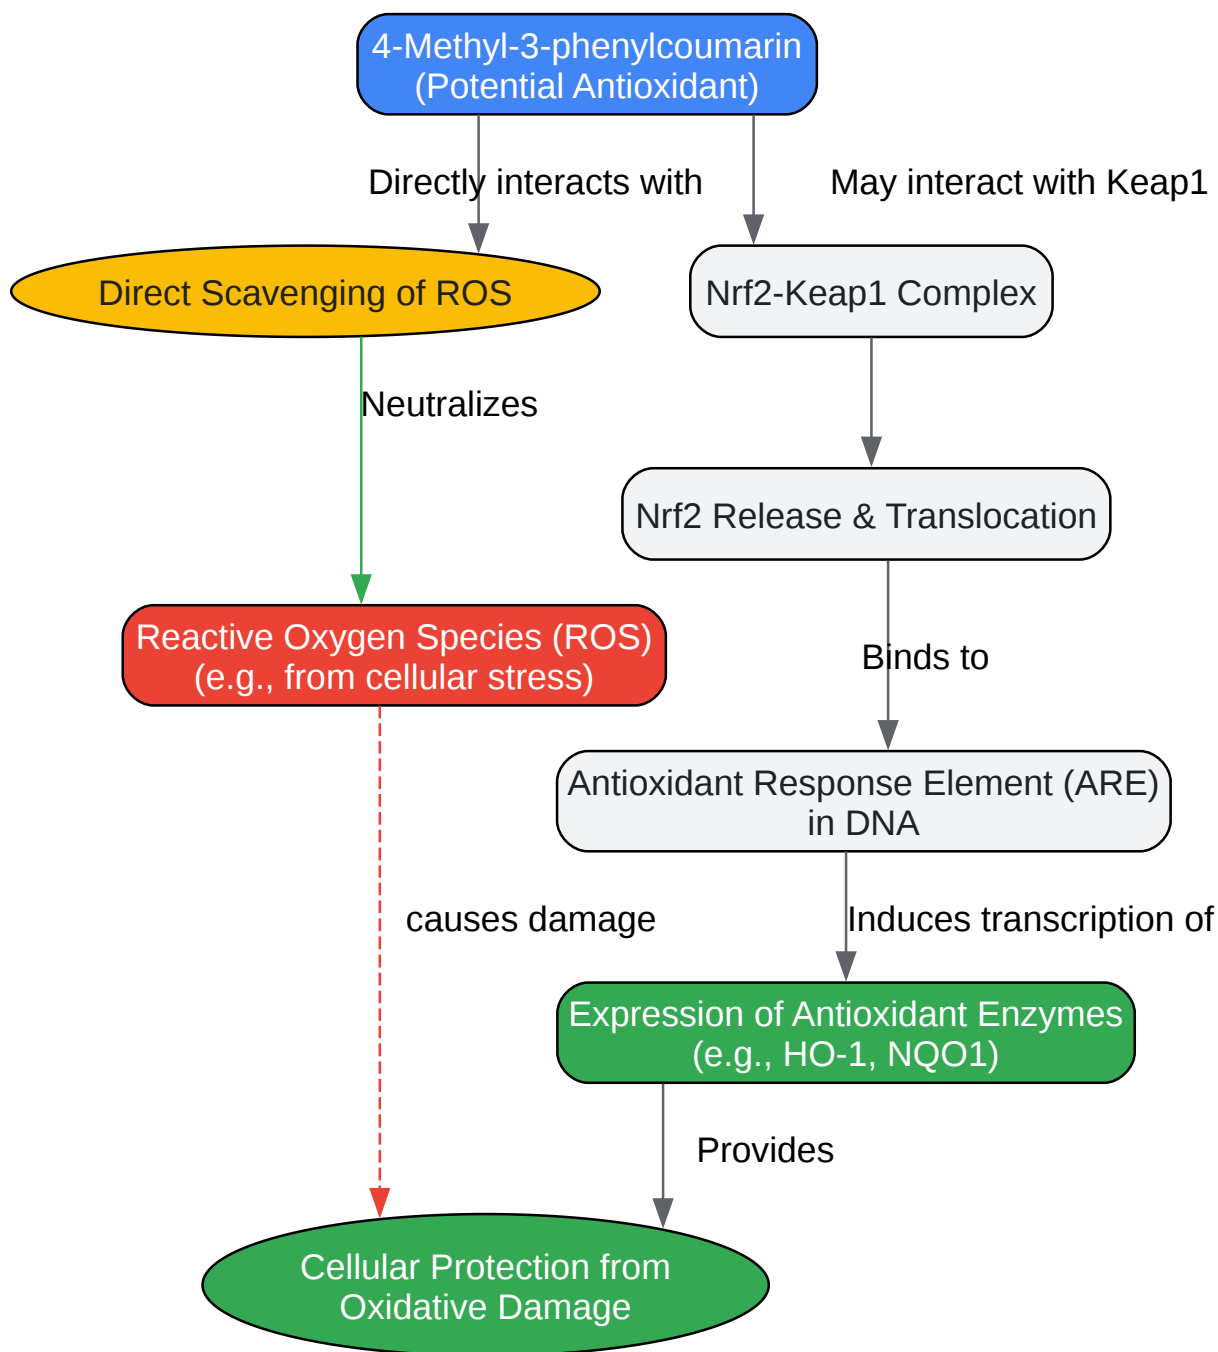 4-Methyl-3-phenylcoumarin
(Potential Antioxidant)
Directly interacts with
May interact with Keap1
Direct Scavenging of ROS
Nrf2-Keap1 Complex
Neutralizes
Nrf2 Release & Translocation
Reactive Oxygen Species (ROS)
(e.g., from cellular stress)
Binds to
Antioxidant Response Element (ARE)
in DNA
causes damage
Induces transcription of
Expression of Antioxidant Enzymes
(e.g., HO-1, NQO1)
Provides
Cellular Protection from
Oxidative Damage